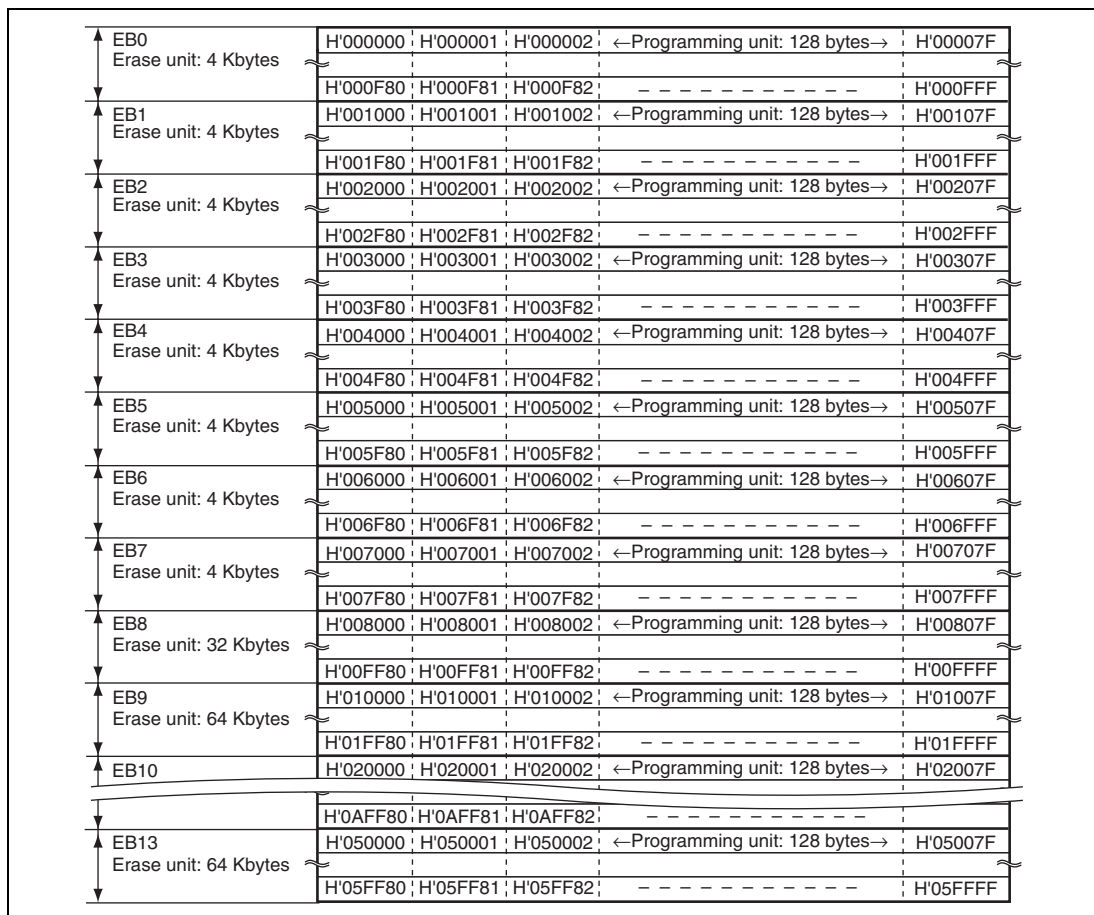 EB0
Erase unit: 4 Kbytes
H'000000 H'000001 H'000002 ←Programming unit: 128 bytes→ H'00007F
H'000F80 H'000F81 H'000F82 – – – – – – – – – – – H'000FFF
EB1
Erase unit: 4 Kbytes
H'001000 H'001001 H'001002 ←Programming unit: 128 bytes→ H'00107F
H'001F80 H'001F81 H'001F82 – – – – – – – – – – – H'001FFF
EB2
Erase unit: 4 Kbytes
H'002000 H'002001 H'002002 ←Programming unit: 128 bytes→ H'00207F
H'002F80 H'002F81 H'002F82 – – – – – – – – – – – H'002FFF
EB3
Erase unit: 4 Kbytes
H'003000 H'003001 H'003002 ←Programming unit: 128 bytes→ H'00307F
H'003F80 H'003F81 H'003F82 – – – – – – – – – – – H'003FFF
EB4
Erase unit: 4 Kbytes
H'004000 H'004001 H'004002 ←Programming unit: 128 bytes→ H'00407F
H'004F80 H'004F81 H'004F82 – – – – – – – – – – – H'004FFF
EB5
Erase unit: 4 Kbytes
H'005000 H'005001 H'005002 ←Programming unit: 128 bytes→ H'00507F
H'005F80 H'005F81 H'005F82 – – – – – – – – – – – H'005FFF
EB6
Erase unit: 4 Kbytes
H'006000 H'006001 H'006002 ←Programming unit: 128 bytes→ H'00607F
H'006F80 H'006F81 H'006F82 – – – – – – – – – – – H'006FFF
EB7
Erase unit: 4 Kbytes
H'007000 H'007001 H'007002 ←Programming unit: 128 bytes→ H'00707F
H'007F80 H'007F81 H'007F82 – – – – – – – – – – – H'007FFF
EB8
Erase unit: 32 Kbytes
H'008000 H'008001 H'008002 ←Programming unit: 128 bytes→ H'00807F
H'00FF80 H'00FF81 H'00FF82 – – – – – – – – – – – H'00FFFF
EB9
Erase unit: 64 Kbytes
H'010000 H'010001 H'010002 ←Programming unit: 128 bytes→ H'01007F
H'01FF80 H'01FF81 H'01FF82 – – – – – – – – – – – H'01FFFF
EB10
H'020000 H'020001 H'020002 ←Programming unit: 128 bytes→ H'02007F
H'0AFF80 H'0AFF81 H'0AFF82 – – – – – – – – – – –
EB13
Erase unit: 64 Kbytes
H'050000 H'050001 H'050002 ←Programming unit: 128 bytes→ H'05007F
H'05FF80 H'05FF81 H'05FF82 – – – – – – – – – – – H'05FFFF